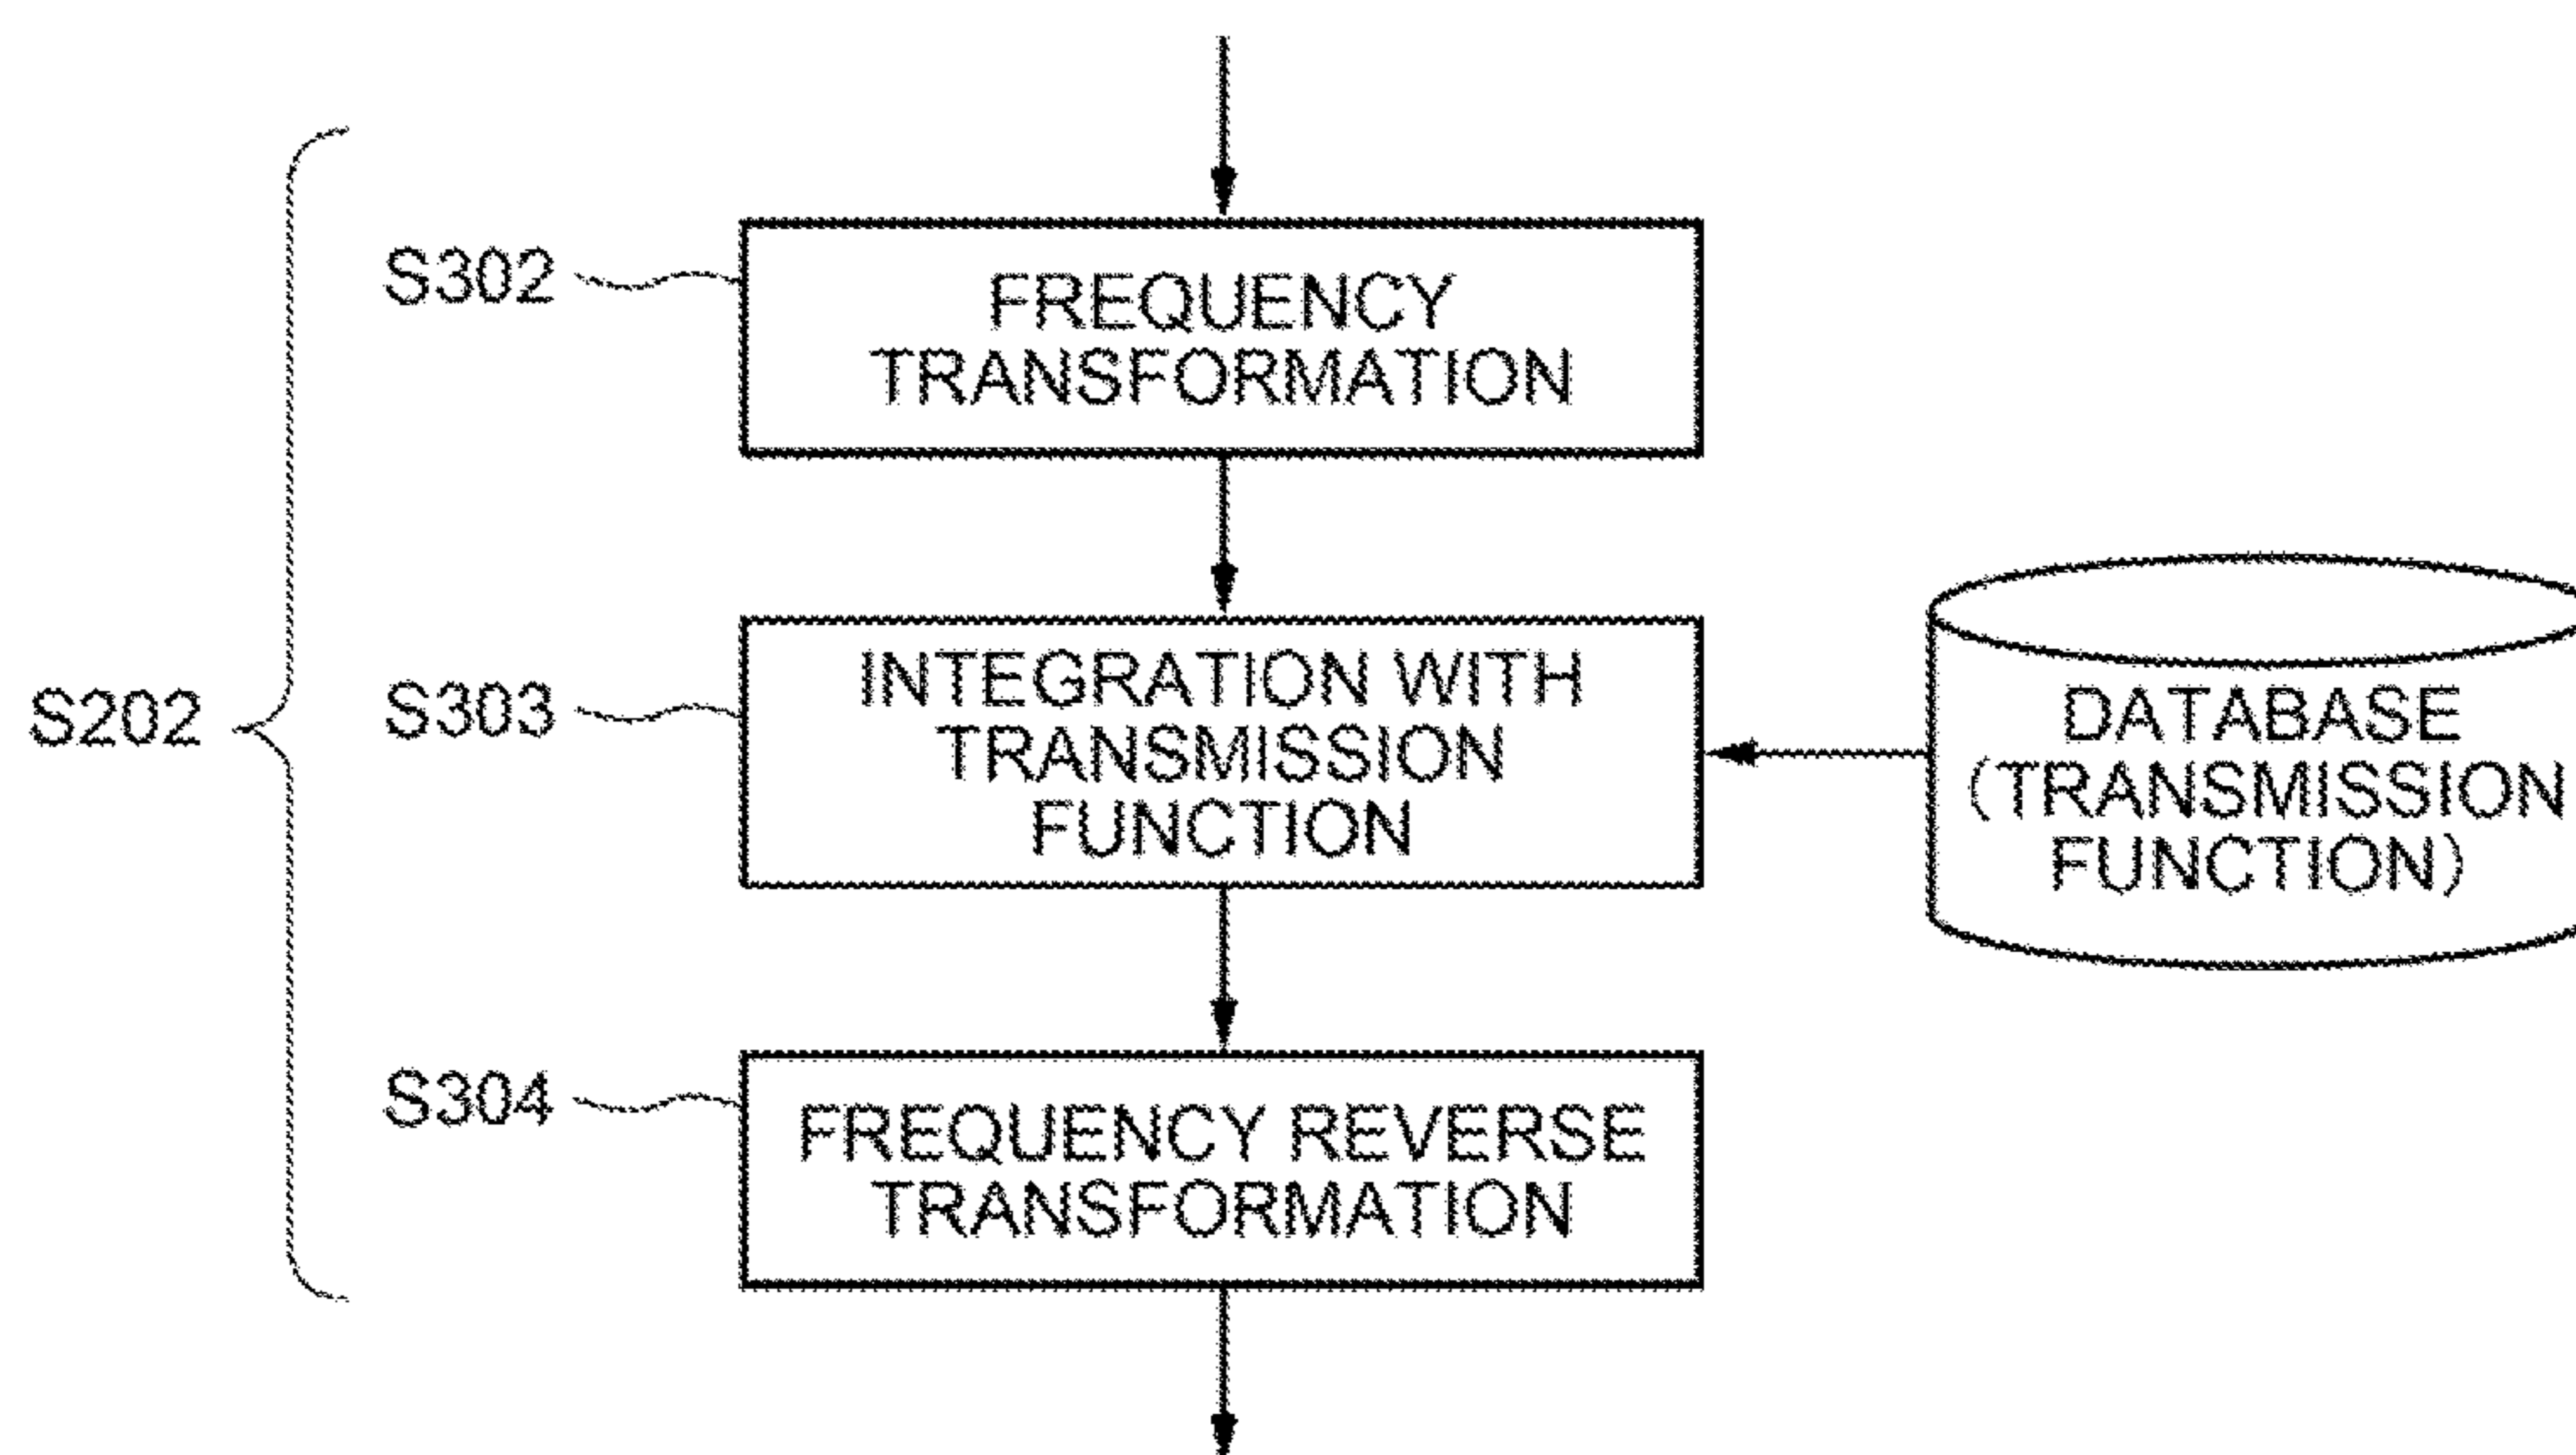 S302
FREQUENCY
TRANSFORMATION
S202
S303
INTEGRATION WITH
TRANSMISSION
FUNCTION
DATABASE
(TRANSMISSION
FUNCTION)
S304
FREQUENCY REVERSE
TRANSFORMATION